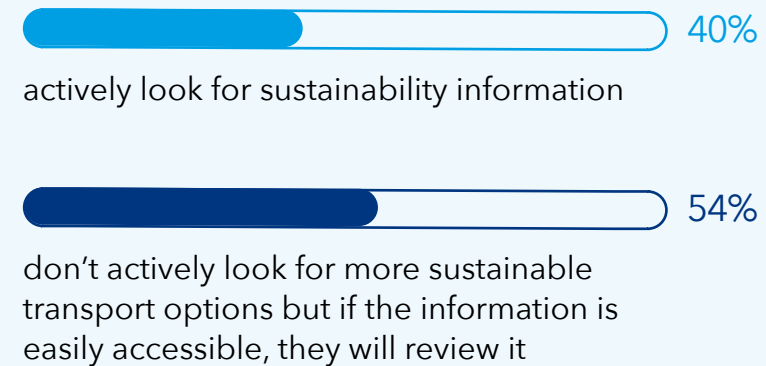 40%
actively look for sustainability information
54%
don’t actively look for more sustainable
transport options but if the information is
easily accessible, they will review it